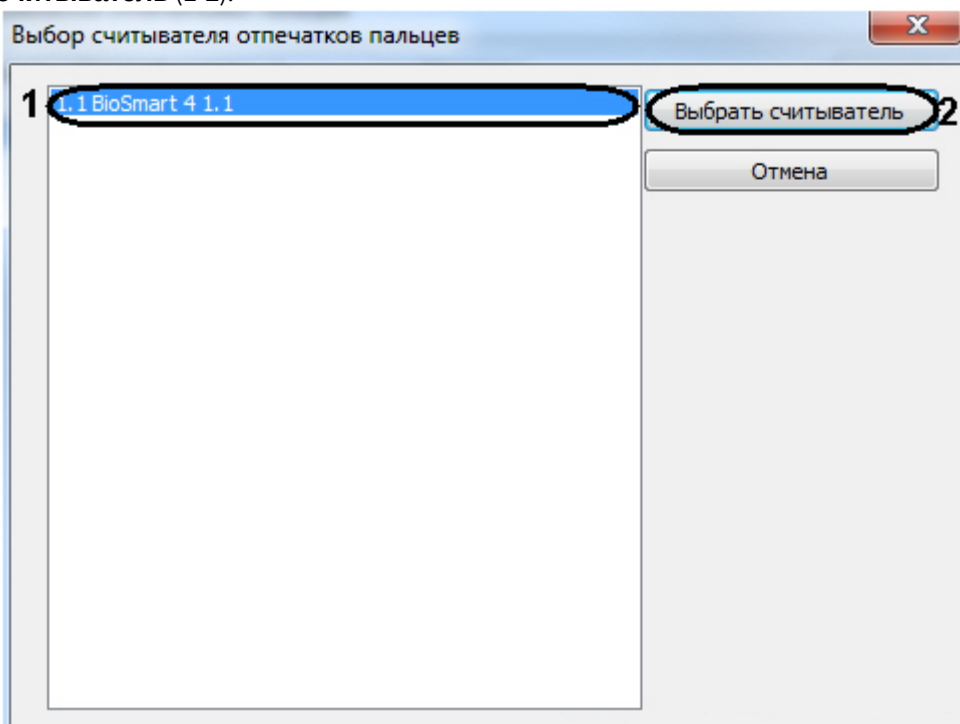 Выбор считывателя отпечатков пальцев
1 1.1 BioSmart 4 1.1
Выбрать считыватель 2
Отмена